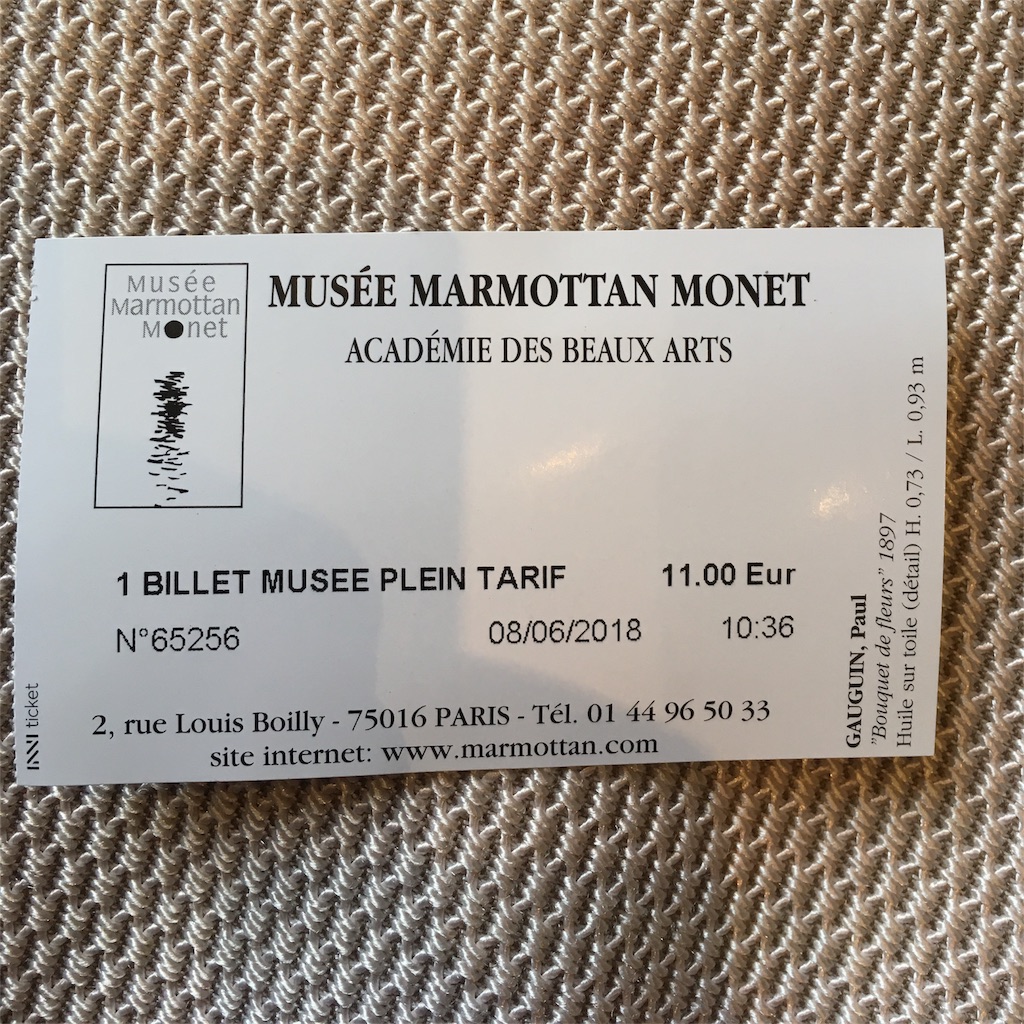 Musée
Marmottan
Monet
MUSÉE MARMOTTAN MONET
ACADÉMIE DES BEAUX ARTS
1 BILLET MUSEE PLEIN TARIF 11.00 Eur
N°65256 08/06/2018 10:36
2, rue Louis Boilly - 75016 PARIS - Tél. 01 44 96 50 33
site internet: www.marmottan.com
GAUGUIN, Paul
"Bouquet de fleurs" 1897
Huile sur toile (détail) H. 0,73 / L. 0,93 m
ticket